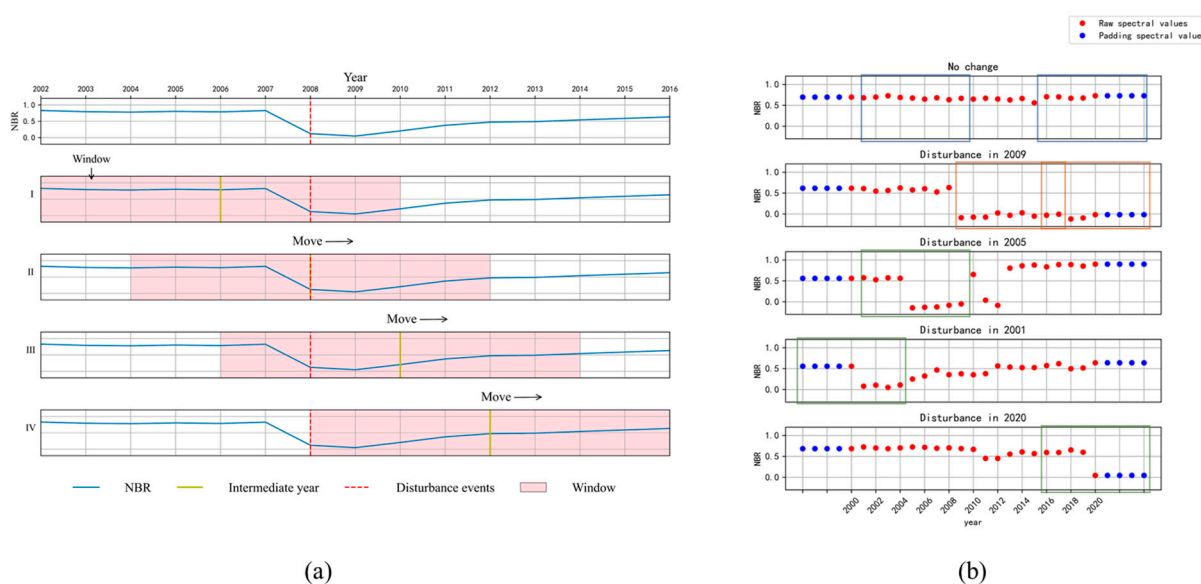 Year
2002 2003 2004 2005 2006 2007 2008 2009 2010 2011 2012 2013 2014 2015 2016
NBR
1.0
0.5
0.0
Window
I
Move
II
Move
III
Move
IV
NBR Intermediate year Disturbance events Window
(a)
Raw spectral values
Padding spectral value
No change
NBR
1.0
0.5
0.0
Disturbance in 2009
NBR
1.0
0.5
0.0
Disturbance in 2005
NBR
1.0
0.5
0.0
Disturbance in 2001
NBR
1.0
0.5
0.0
Disturbance in 2020
NBR
1.0
0.5
0.0
2000 2002 2004 2006 2008 2010 2012 2014 2016 2018 2020
year
(b)